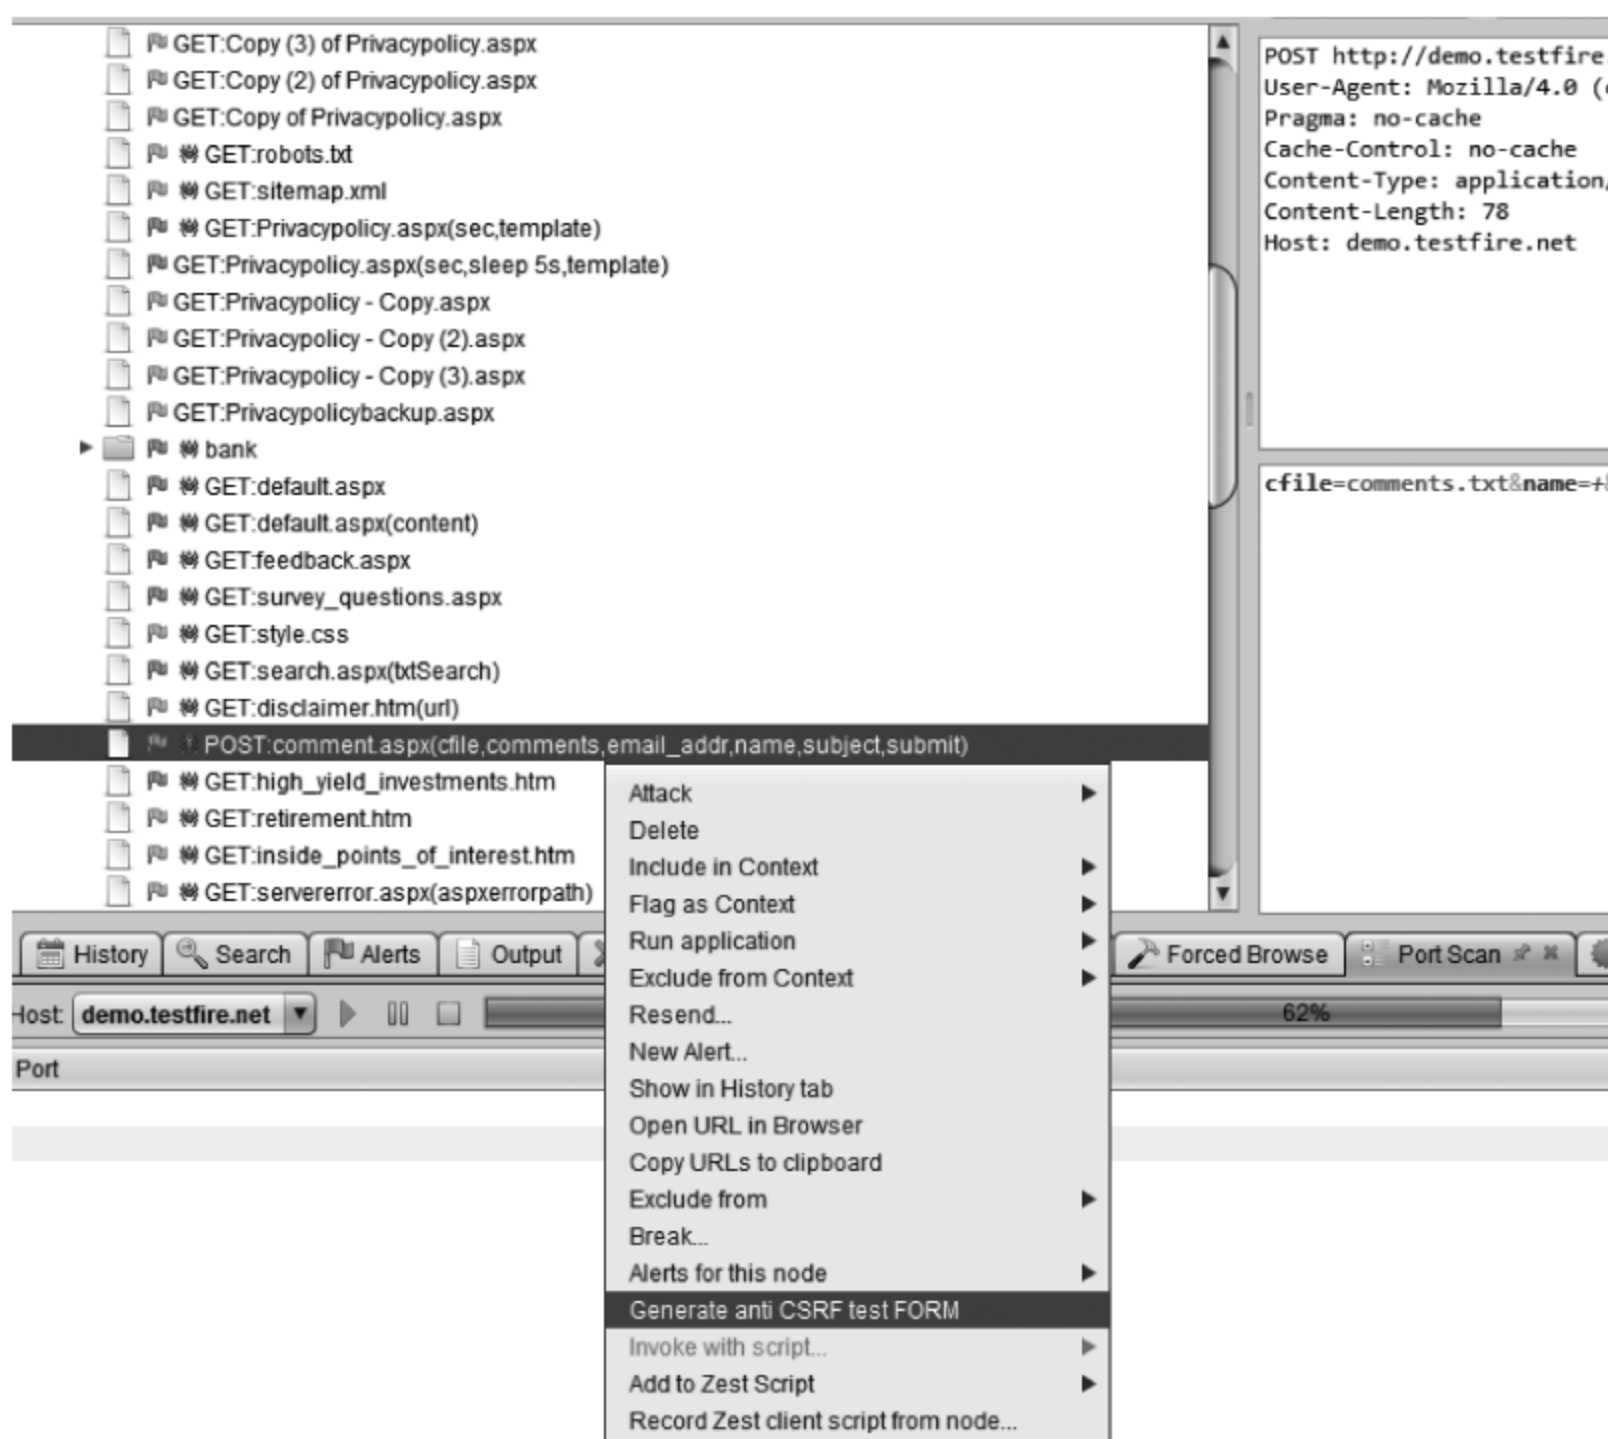 GET:Copy (3) of Privacypolicy.aspx
GET:Copy (2) of Privacypolicy.aspx
GET:Copy of Privacypolicy.aspx
GET:robots.txt
GET:sitemap.xml
GET:Privacypolicy.aspx(sec,template)
GET:Privacypolicy.aspx(sec,sleep 5s,template)
GET:Privacypolicy - Copy.aspx
GET:Privacypolicy - Copy (2).aspx
GET:Privacypolicy - Copy (3).aspx
GET:Privacypolicybackup.aspx
bank
GET:default.aspx
GET:default.aspx(content)
GET:feedback.aspx
GET:survey_questions.aspx
GET:style.css
GET:search.aspx(txtSearch)
GET:disclaimer.htm(url)
POST:comment.aspx(cfile,comments,email_addr,name,subject,submit)
GET:high_yield_investments.htm
GET:retirement.htm
GET:inside_points_of_interest.htm
GET:servererror.aspx(aspxerrorpath)
POST http://demo.testfire.
User-Agent: Mozilla/4.0 (
Pragma: no-cache
Cache-Control: no-cache
Content-Type: application/
Content-Length: 78
Host: demo.testfire.net
cfile=comments.txt&name=+
Attack
Delete
Include in Context
Flag as Context
Run application
Exclude from Context
Resend...
New Alert...
Show in History tab
Open URL in Browser
Copy URLs to clipboard
Exclude from
Break...
Alerts for this node
Generate anti CSRF test FORM
Invoke with script...
Add to Zest Script
Record Zest client script from node...
History Search Alerts Output Forced Browse Port Scan
Host: demo.testfire.net 62%
Port